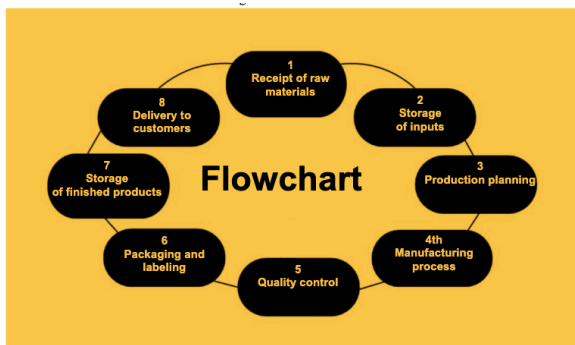 1
Receipt of raw
materials
2
Storage
of inputs
3
Production planning
4th
Manufacturing
process
5
Quality control
6
Packaging and
labeling
7
Storage
of finished products
8
Delivery to
customers
Flowchart